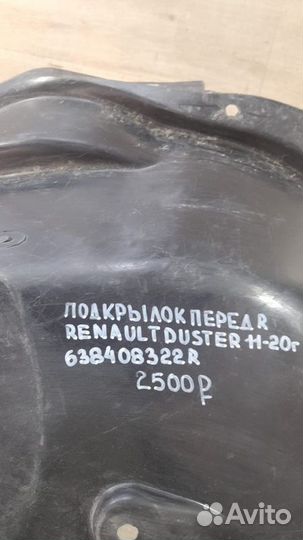 ПОДКРЫЛОК ПЕРЕД R
RENAULT DUSTER 11-20г
638408322R
2500р
Avito